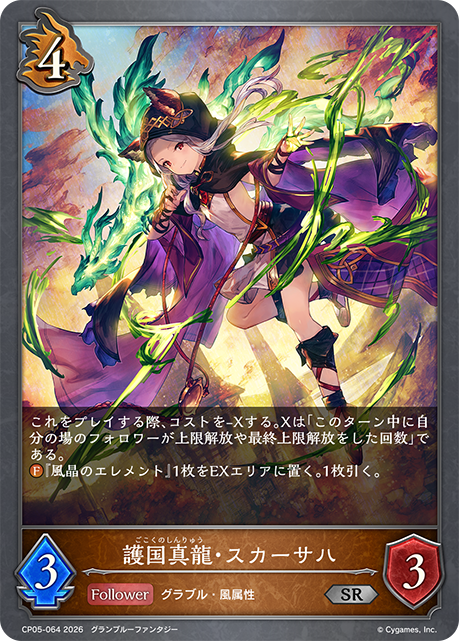 4
これをプレイする際、コストを-Xする。Xは「このターン中に自
分の場のフォロワーが上限解放や最終上限解放をした回数」で
ある。
F『風晶のエレメント』1枚をEXエリアに置く。1枚引く。
ごこくのしんりゅう
護国真龍・スカーサハ
3
Follower グラブル・風属性 SR
3
CP05-064 2026 グランブルーファンタジー © Cygames, Inc.